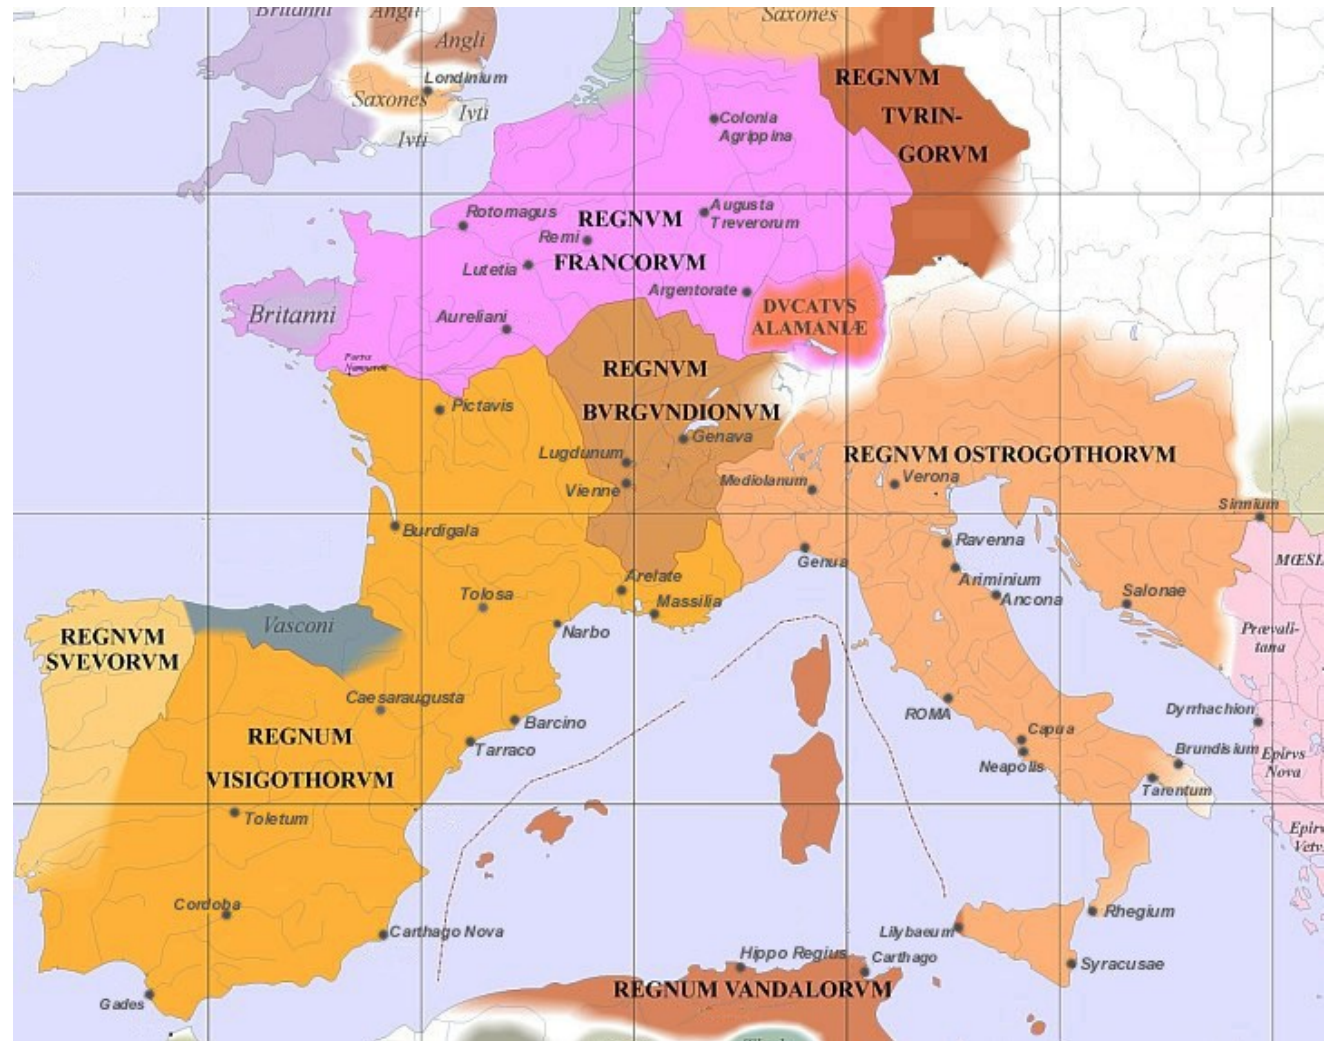 Britanni
Angli
Saxones
Angli
Londinium
Saxones
Ivti
Ivti
REGNVM
TVRIN-
GORVM
Colonia
Agrippina
Rotomagus
REGNVM
Augusta
Treverorum
Remi
Lutetia
FRANCORVM
Argentorate
Britanni
Aureliani
DVCATVS
ALAMANIÆ
REGNVM
BVRGVNDIONVM
Pictavis
Genava
Lugdunum
Vienne
REGNVM OSTROGOTHORVM
Mediolanum
Verona
Sirmium
Burdigala
Genua
Ravenna
MŒSI
Ariminium
Ancona
Salonae
Arelate
Massilia
Tolosa
Narbo
Vasconi
REGNVM
SVEVORVM
Prævali-
tana
Caesaraugusta
Barcino
Tarraco
REGNUM
VISIGOTHORVM
ROMA
Capua
Neapolis
Dyrrhachion
Brundisium
Epirvs
Nova
Tarentum
Toletum
Epirv
Vetv
Cordoba
Carthago Nova
Gades
Lilybaeum
Rhegium
Syracusae
Hippo Regius
Carthago
REGNUM VANDALORVM